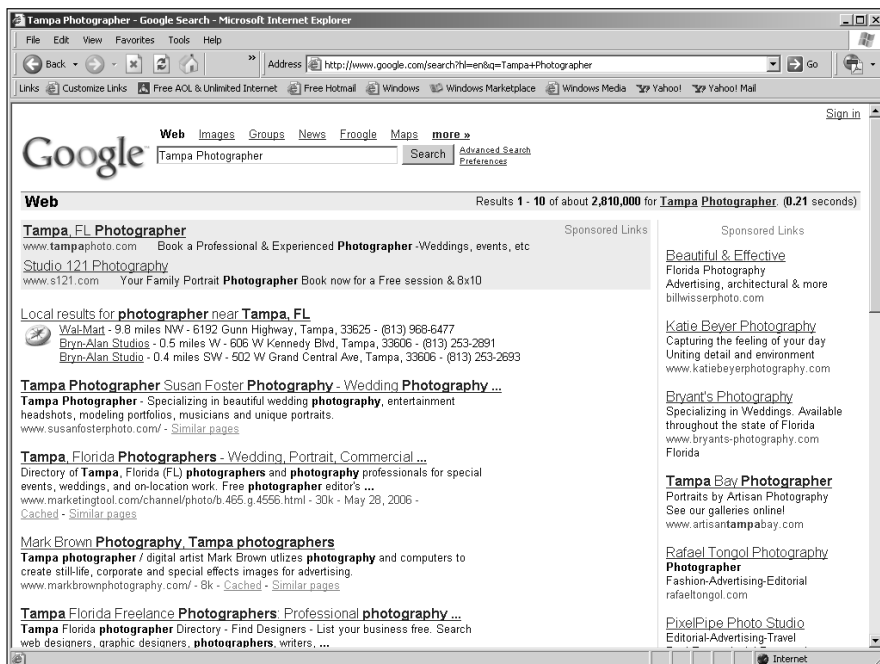 Tampa Photographer - Google Search - Microsoft Internet Explorer
File Edit View Favorites Tools Help
Back » Address http://www.google.com/search?hl=en&q=Tampa+Photographer Go
Links Customize Links Free AOL & Unlimited Internet Free Hotmail Windows Windows Marketplace Windows Media Yahoo! Yahoo! Mail
Sign in
Google
Web Images Groups News Froogle Maps more »
Tampa Photographer Search Advanced Search
Preferences
Web Results 1 - 10 of about 2,810,000 for Tampa Photographer. (0.21 seconds)
Tampa, FL Photographer Sponsored Links
www.tampaphoto.com Book a Professional & Experienced Photographer -Weddings, events, etc
Studio 121 Photography
www.s121.com Your Family Portrait Photographer Book now for a Free session & 8x10
Local results for photographer near Tampa, FL
Wal-Mart - 9.8 miles NW - 6192 Gunn Highway, Tampa, 33625 - (813) 968-6477
Bryn-Alan Studio - 0.5 miles W - 606 W Kennedy Blvd, Tampa, 33606 - (813) 253-2891
Bryn-Alan Studio - 0.4 miles SW - 502 W Grand Central Ave, Tampa, 33606 - (813) 253-2693
Tampa Photographer Susan Foster Photography - Wedding Photography ...
Tampa Photographer - Specializing in beautiful wedding photography, entertainment
headshots, modeling portfolios, musicians and unique portraits.
www.susanfosterphoto.com/ - Similar pages
Tampa, Florida Photographers - Wedding, Portrait, Commercial ...
Directory of Tampa, Florida (FL) photographers and photography professionals for special
events, weddings, and on-location work. Free photographer editor's ...
www.marketingtool.com/channel/photo/b.465.g.4556.html - 30k - May 28, 2006 -
Cached - Similar pages
Mark Brown Photography, Tampa photographers
Tampa photographer / digital artist Mark Brown utlizes photography and computers to
create still-life, corporate and special effects images for advertising.
www.markbrownphotography.com/ - 8k - Cached - Similar pages
Tampa Florida Freelance Photographers: Professional photography ...
Tampa Florida photographer Directory - Find Designers - List your business free. Search
web designers, graphic designers, photographers, writers, ...
Sponsored Links
Beautiful & Effective
Florida Photography
Advertising, architectural & more
billwisserphoto.com
Katie Beyer Photography
Capturing the feeling of your day
Uniting detail and environment
www.katiebeyerphotography.com
Bryant's Photography
Specializing in Weddings. Available
throughout the state of Florida
www.bryants-photography.com
Florida
Tampa Bay Photographer
Portraits by Artisan Photography
See our galleries online!
www.artisantampabay.com
Rafael Tongol Photography
Photographer
Fashion-Advertising-Editorial
rafaeltongol.com
PixelPipe Photo Studio
Editorial-Advertising-Travel
Internet